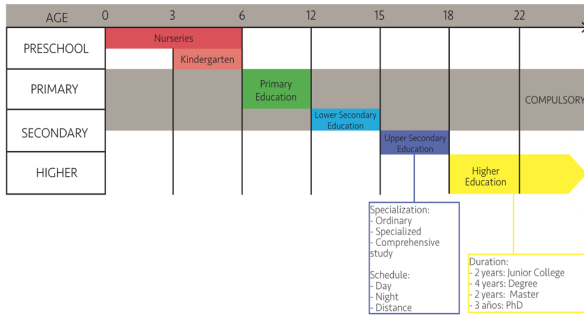 AGE 0 3 6 12 15 18 22
PRESCHOOL
Nurseries
Kindergarten
PRIMARY
Primary
Education
COMPULSORY
SECONDARY
Lower Secondary
Education
Upper Secondary
Education
HIGHER
Higher
Education
Specialization:
- Ordinary
- Specialized
- Comprehensive
study
Schedule:
- Day
- Night
- Distance
Duration:
- 2 years: Junior College
- 4 years: Degree
- 2 years: Master
- 3 años: PhD